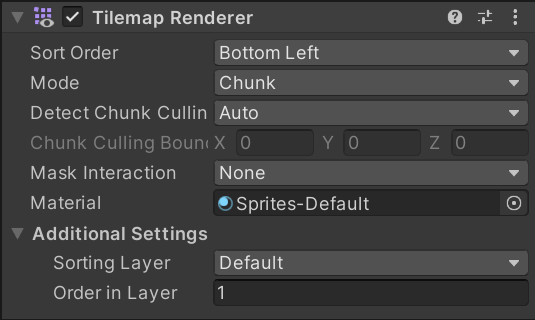 Tilemap Renderer
Sort Order Bottom Left
Mode Chunk
Detect Chunk Cullin Auto
Chunk Culling Bound X 0 Y 0 Z 0
Mask Interaction None
Material Sprites-Default
Additional Settings
Sorting Layer Default
Order in Layer 1